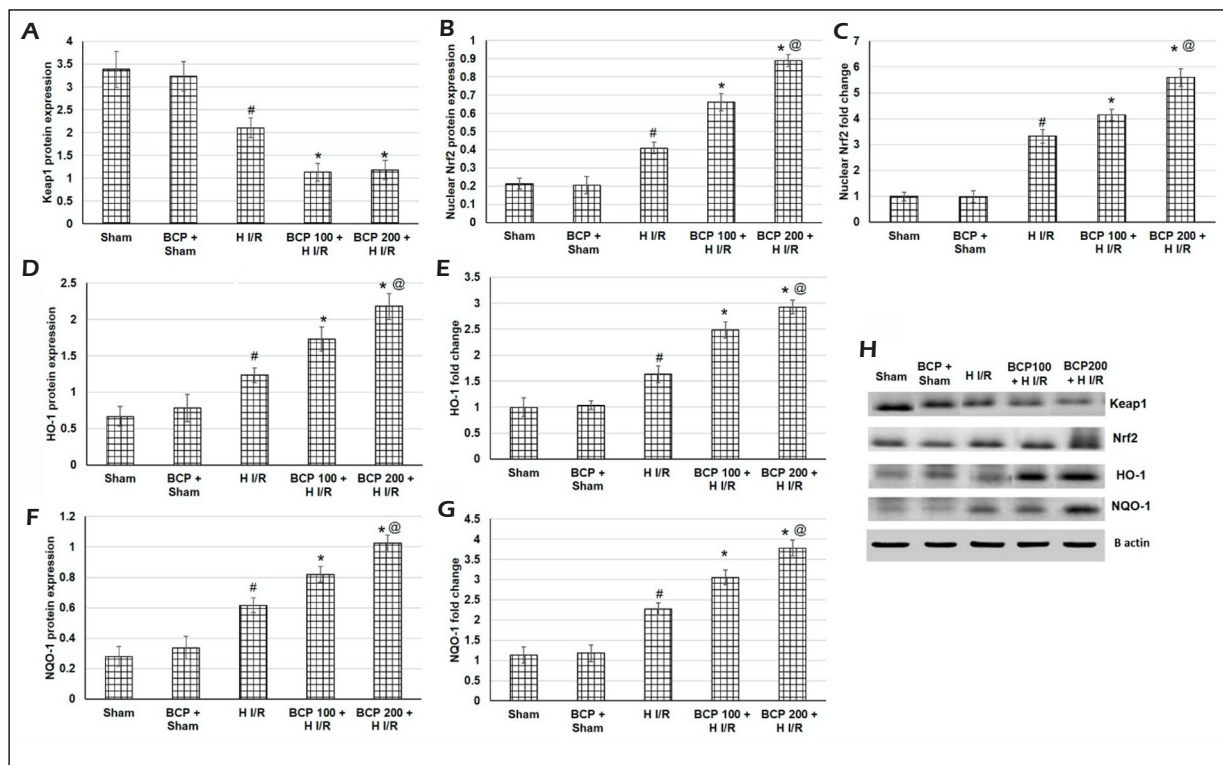 A
Keap1 protein expression
4
3.5
3
2.5
2
1.5
1
0.5
0
#
*
*
Sham
BCP +
Sham
H I/R
BCP 100 +
H I/R
BCP 200 +
H I/R
B
Nuclear Nrf2 protein expression
1
0.9
0.8
0.7
0.6
0.5
0.4
0.3
0.2
0.1
0
#
*
* @
Sham
BCP +
Sham
H I/R
BCP 100 +
H I/R
BCP 200 +
H I/R
C
Nuclear Nrf2 fold change
7
6
5
4
3
2
1
0
#
*
* @
Sham
BCP +
Sham
H I/R
BCP 100 +
H I/R
BCP 200 +
H I/R
D
HO-1 protein expression
2.5
2
1.5
1
0.5
0
#
*
* @
Sham
BCP +
Sham
H I/R
BCP 100 +
H I/R
BCP 200 +
H I/R
E
HO-1 fold change
3.5
3
2.5
2
1.5
1
0.5
0
#
*
* @
Sham
BCP +
Sham
H I/R
BCP 100 +
H I/R
BCP 200 +
H I/R
F
NQO-1 protein expression
1.2
1
0.8
0.6
0.4
0.2
0
#
*
* @
Sham
BCP +
Sham
H I/R
BCP 100 +
H I/R
BCP 200 +
H I/R
G
NQO-1 fold change
4.5
4
3.5
3
2.5
2
1.5
1
0.5
0
#
*
* @
Sham
BCP +
Sham
H I/R
BCP 100 +
H I/R
BCP 200 +
H I/R
H
Sham
BCP +
Sham
H I/R
BCP100
+ H I/R
BCP200
+ H I/R
Keap1
Nrf2
HO-1
NQO-1
B actin